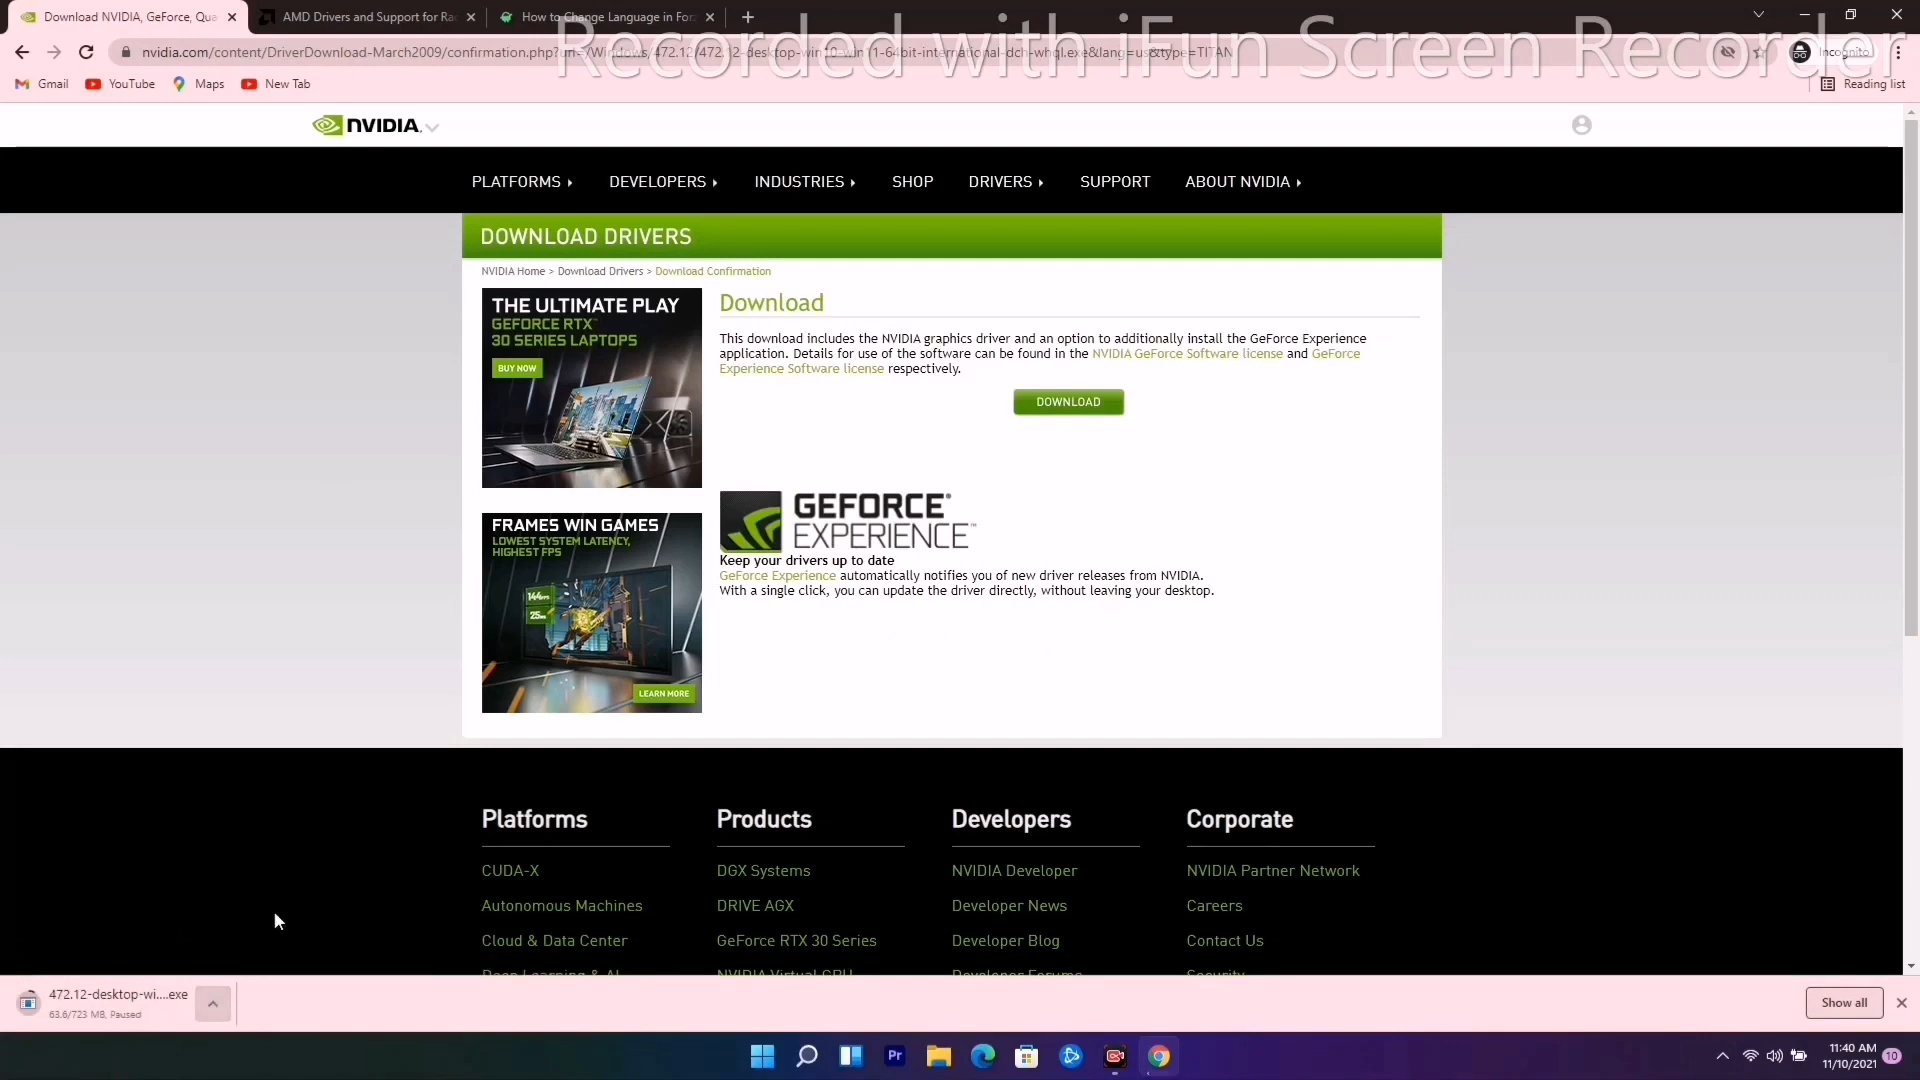 Download NVIDIA, GeForce, Qua
AMD Drivers and Support for Ra
How to Change Language in For
Recorded with iFun Screen Recorder
nvidia.com/content/DriverDownload-March2009/confirmation.php?url=/Windows/472.12/472.12-desktop-win10-win11-64bit-international-dch-whql.exe&lang=us&type=TITAN
Incognito
Gmail
YouTube
Maps
New Tab
Reading list
NVIDIA.
PLATFORMS
DEVELOPERS
INDUSTRIES
SHOP
DRIVERS
SUPPORT
ABOUT NVIDIA
DOWNLOAD DRIVERS
NVIDIA Home > Download Drivers > Download Confirmation
THE ULTIMATE PLAY
GEFORCE RTX™
30 SERIES LAPTOPS
BUY NOW
Download
This download includes the NVIDIA graphics driver and an option to additionally install the GeForce Experience
application. Details for use of the software can be found in the NVIDIA GeForce Software license and GeForce
Experience Software license respectively.
DOWNLOAD
FRAMES WIN GAMES
LOWEST SYSTEM LATENCY,
HIGHEST FPS
LEARN MORE
GEFORCE®
EXPERIENCE™
Keep your drivers up to date
GeForce Experience automatically notifies you of new driver releases from NVIDIA.
With a single click, you can update the driver directly, without leaving your desktop.
Platforms
Products
Developers
Corporate
CUDA-X
DGX Systems
NVIDIA Developer
NVIDIA Partner Network
Autonomous Machines
DRIVE AGX
Developer News
Careers
Cloud & Data Center
GeForce RTX 30 Series
Developer Blog
Contact Us
Deep Learning & AI
NVIDIA Virtual GPU
Developer Forums
Security
472.12-desktop-wi....exe
63.6/723 MB, Paused
Show all
Pr
11:40 AM
11/10/2021
10